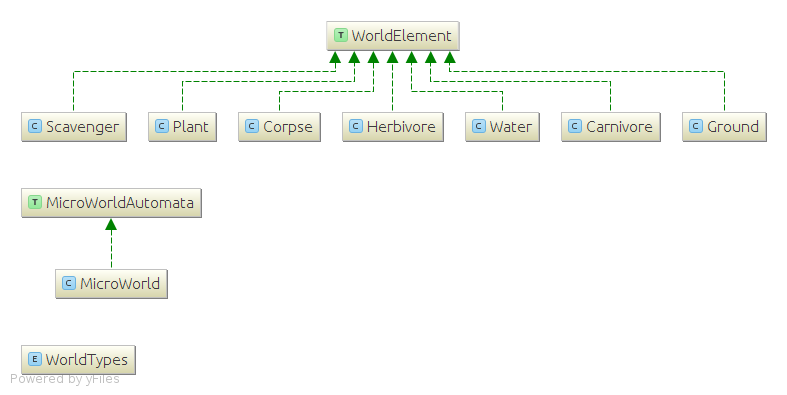 T WorldElement
C Scavenger C Plant C Corpse C Herbivore C Water C Carnivore C Ground
T MicroWorldAutomata
C MicroWorld
E WorldTypes
Powered by yFiles